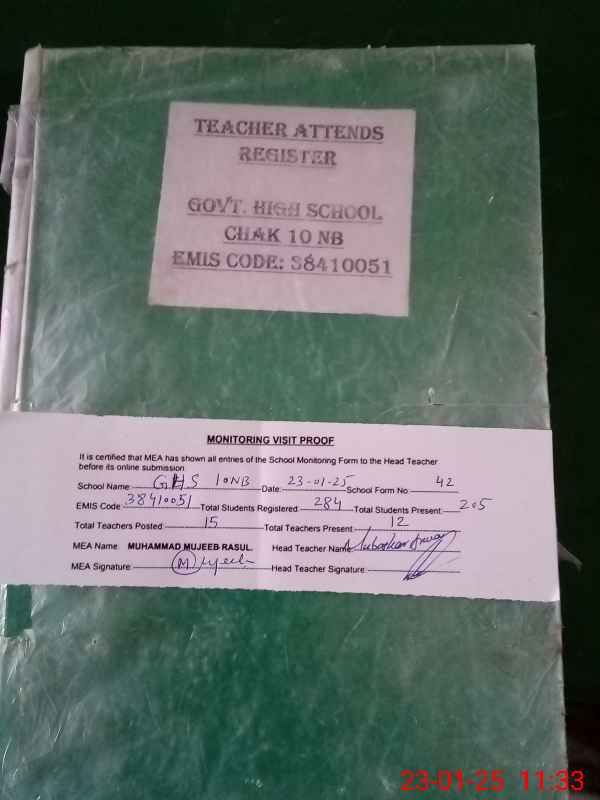 TEACHER ATTENDS
REGISTER
GOVT. HIGH SCHOOL
CHAK 10 NB
EMIS CODE: 38410051
MONITORING VISIT PROOF
It is certified that MEA has shown all entries of the School Monitoring Form to the Head Teacher
before its online submission
School Name GHS 10NB Date: 23-01-25 School Form No 42
EMIS Code 38410051 Total Students Registered 284 Total Students Present 205
Total Teachers Posted 15 Total Teachers Present 12
MEA Name MUHAMMAD MUJEEB RASUL. Head Teacher Name
MEA Signature Mujeeb Head Teacher Signature
23-01-25 11:33